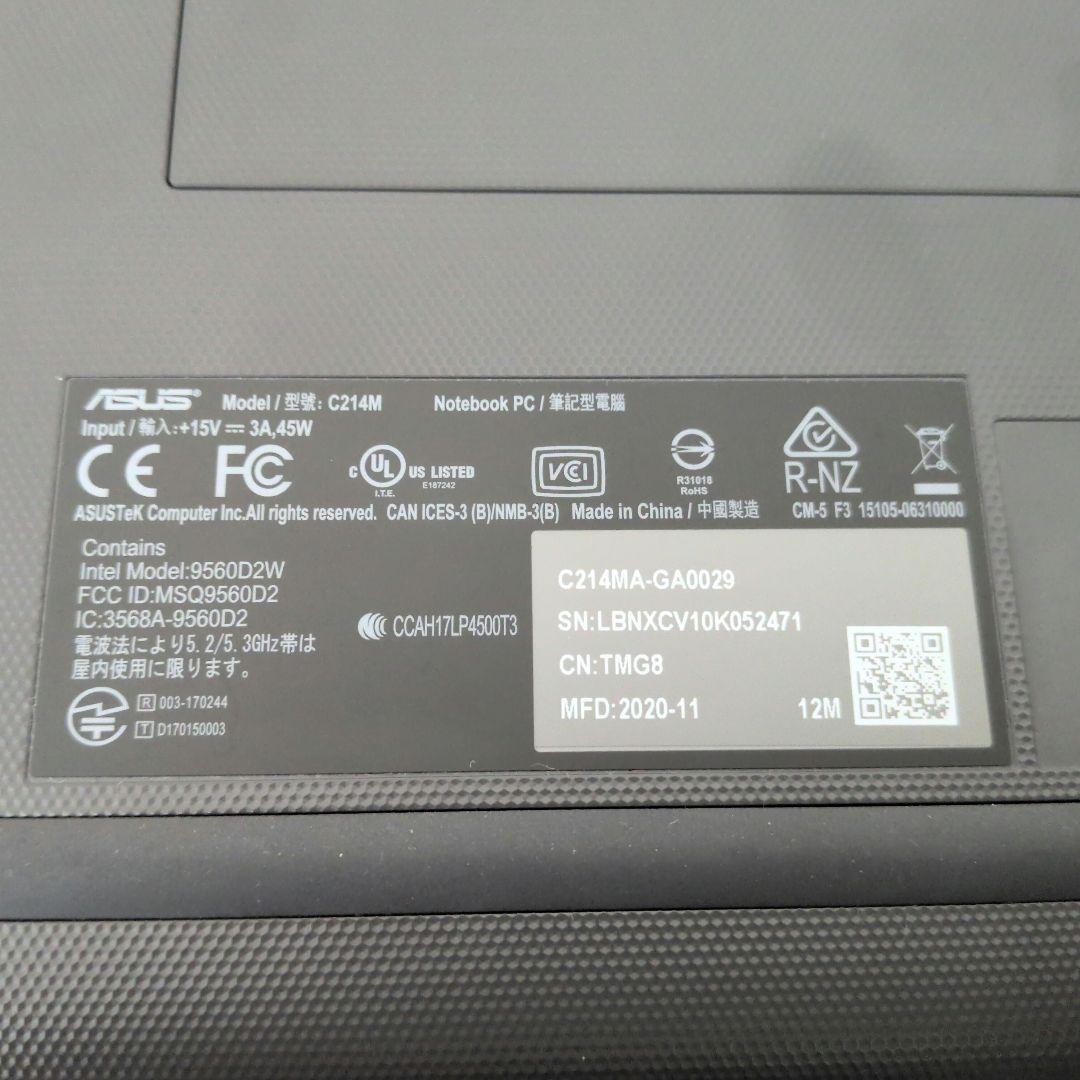 ASUS® Model / 型號: C214M Notebook PC / 筆記型電腦
Input / 輸入:+15V ⎓ 3A,45W
CE FC C UL US LISTED I.T.E. E187242 VCCI R31018 RoHS R-NZ
ASUSTeK Computer Inc.All rights reserved. CAN ICES-3 (B)/NMB-3(B) Made in China / 中國製造 CM-5 F3 15105-06310000
Contains
Intel Model:9560D2W
FCC ID:MSQ9560D2
IC:3568A-9560D2
電波法により5.2/5.3GHz帯は
屋内使用に限ります。
R 003-170244
T D170150003
CCAH17LP4500T3
C214MA-GA0029
SN:LBNXCV10K052471
CN:TMG8
MFD:2020-11 12M